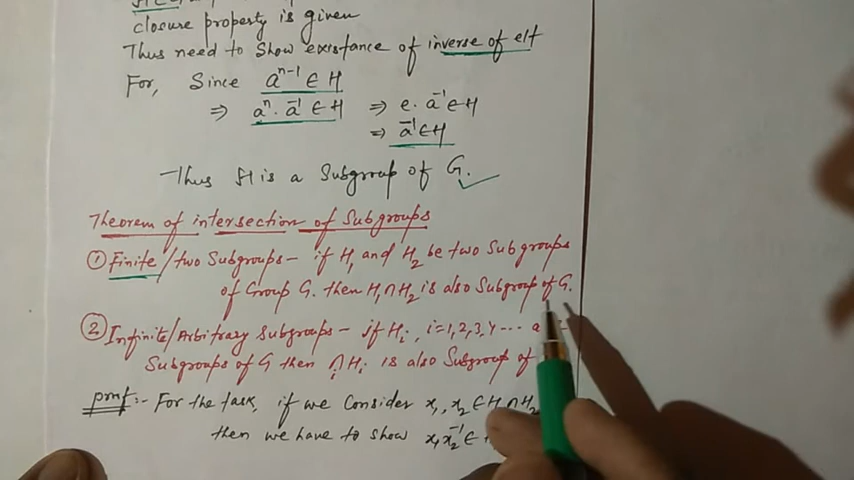 closure property is given
Thus need to show existance of inverse of elt
For, Since aⁿ⁻¹ ∈ H
⇒ aⁿ. a⁻¹ ∈ H ⇒ e. a⁻¹ ∈ H
⇒ a⁻¹ ∈ H
Thus H is a Subgroup of G.
Theorem of intersection of Subgroups
① Finite/two Subgroups - if H₁ and H₂ be two Subgroups
of Group G. then H₁∩H₂ is also Subgroup of G.
② Infinite/Arbitrary Subgroups - if Hᵢ, i=1,2,3,4---
Subgroups of G then ∩ᵢHᵢ is also Subgroup of
proof:- For the task, if we Consider x₁, x₂ ∈ H₁∩H₂
then we have to show x₁x₂⁻¹ ∈